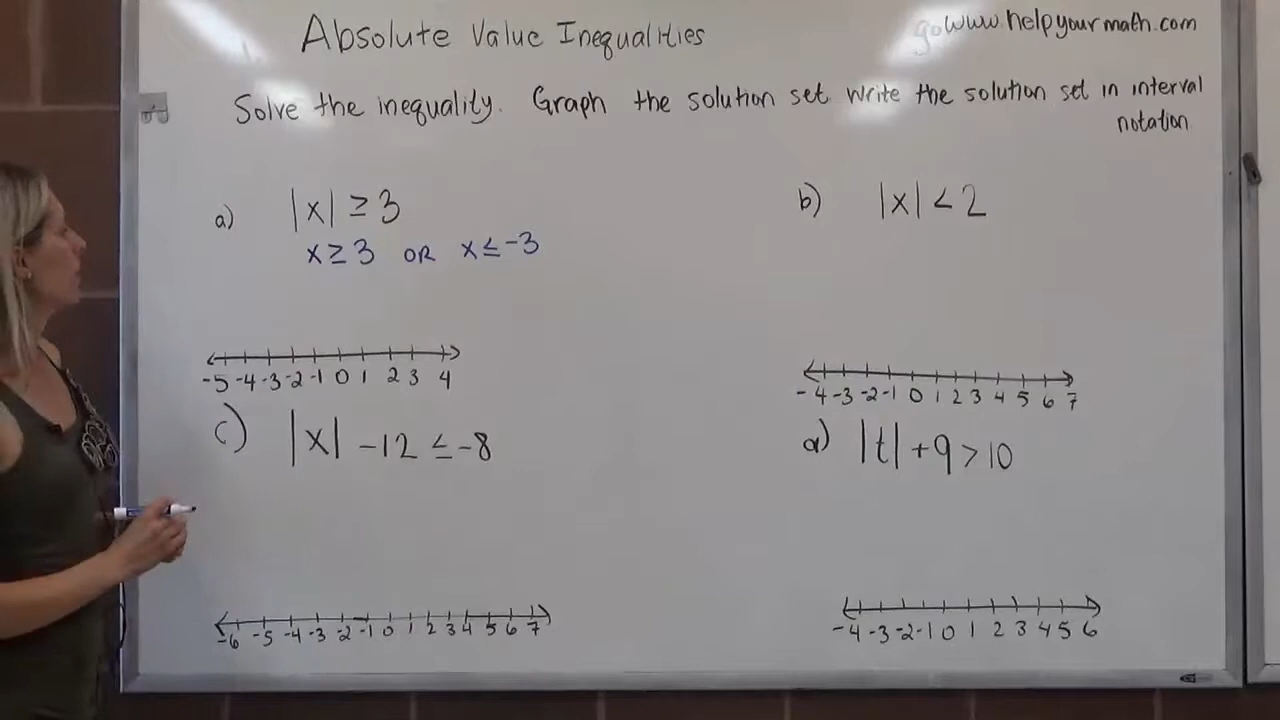 Absolute Value Inequalities
gowww.helpyourmath.com
Solve the inequality. Graph the solution set. Write the solution set in interval
notation
a) |x| ≥ 3
x ≥ 3 OR x ≤ -3
b) |x| < 2
-5 -4 -3 -2 -1 0 1 2 3 4
-4 -3 -2 -1 0 1 2 3 4 5 6 7
c) |x| -12 ≤ -8
d) |t| +9 > 10
-6 -5 -4 -3 -2 -1 0 1 2 3 4 5 6 7
-4 -3 -2 -1 0 1 2 3 4 5 6